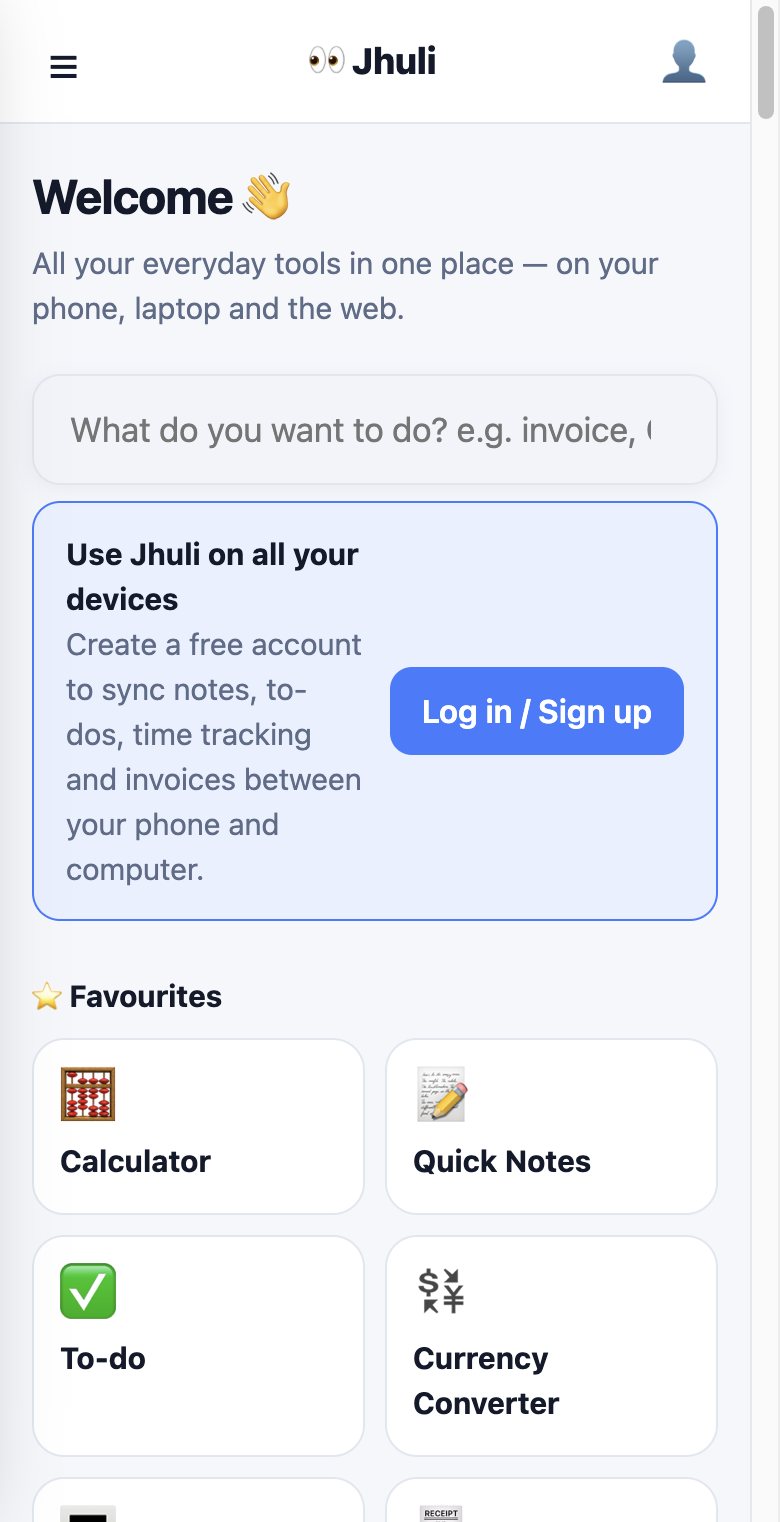 Jhuli
Welcome
All your everyday tools in one place — on your
phone, laptop and the web.
What do you want to do? e.g. invoice,
Use Jhuli on all your
devices
Create a free account
to sync notes, to-
dos, time tracking
and invoices between
your phone and
computer.
Log in / Sign up
Favourites
Calculator
Quick Notes
To-do
Currency
Converter
RECEIPT